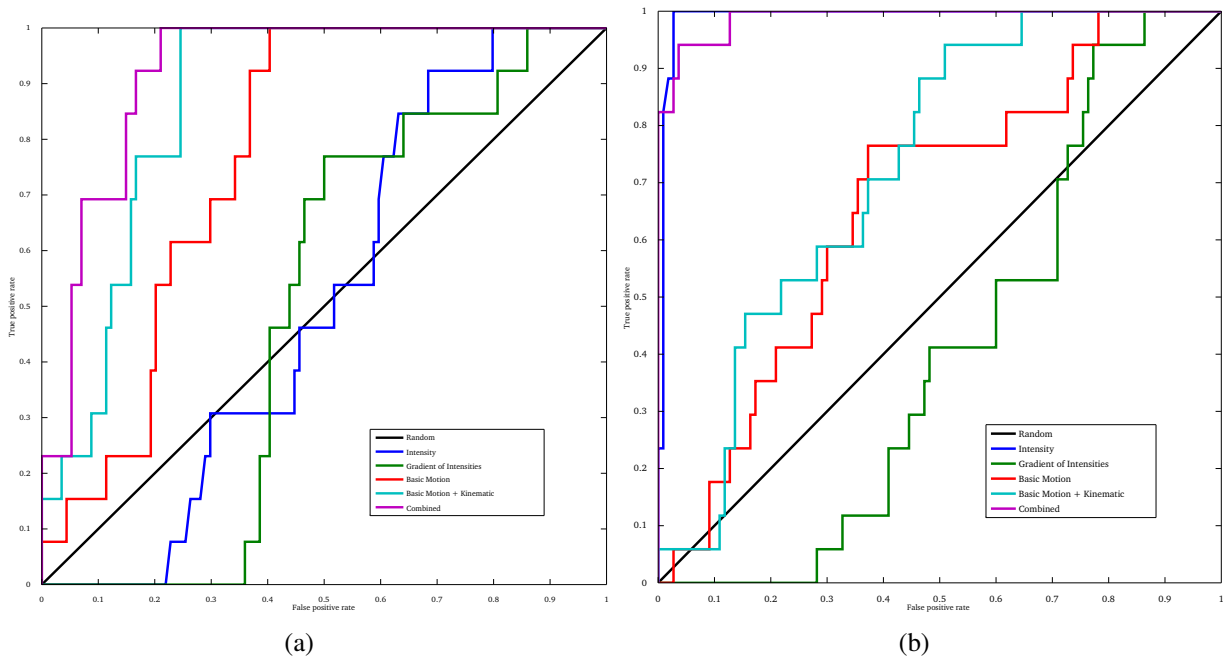 1
0.9
0.8
0.7
0.6
0.5
0.4
0.3
0.2
0.1
0
True positive rate
0 0.1 0.2 0.3 0.4 0.5 0.6 0.7 0.8 0.9 1
False positive rate
Random
Intensity
Gradient of Intensities
Basic Motion
Basic Motion + Kinematic
Combined
(a)
1
0.9
0.8
0.7
0.6
0.5
0.4
0.3
0.2
0.1
0
True positive rate
0 0.1 0.2 0.3 0.4 0.5 0.6 0.7 0.8 0.9 1
False positive rate
Random
Intensity
Gradient of Intensities
Basic Motion
Basic Motion + Kinematic
Combined
(b)